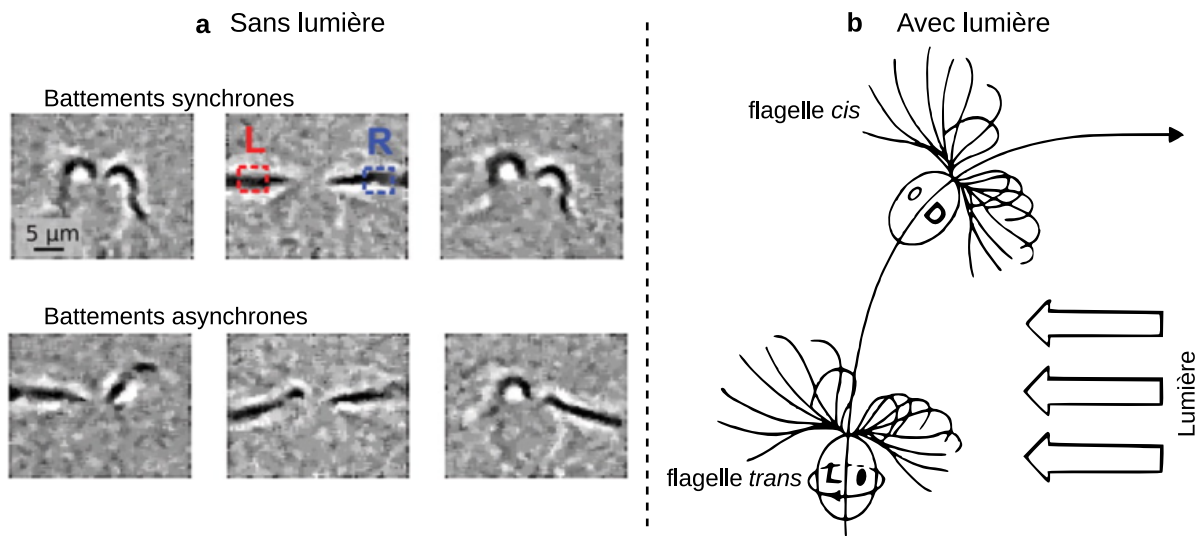 a Sans lumière
Battements synchrones
L
R
5 µm
Battements asynchrones
b Avec lumière
flagelle cis
Lumière
flagelle trans
L